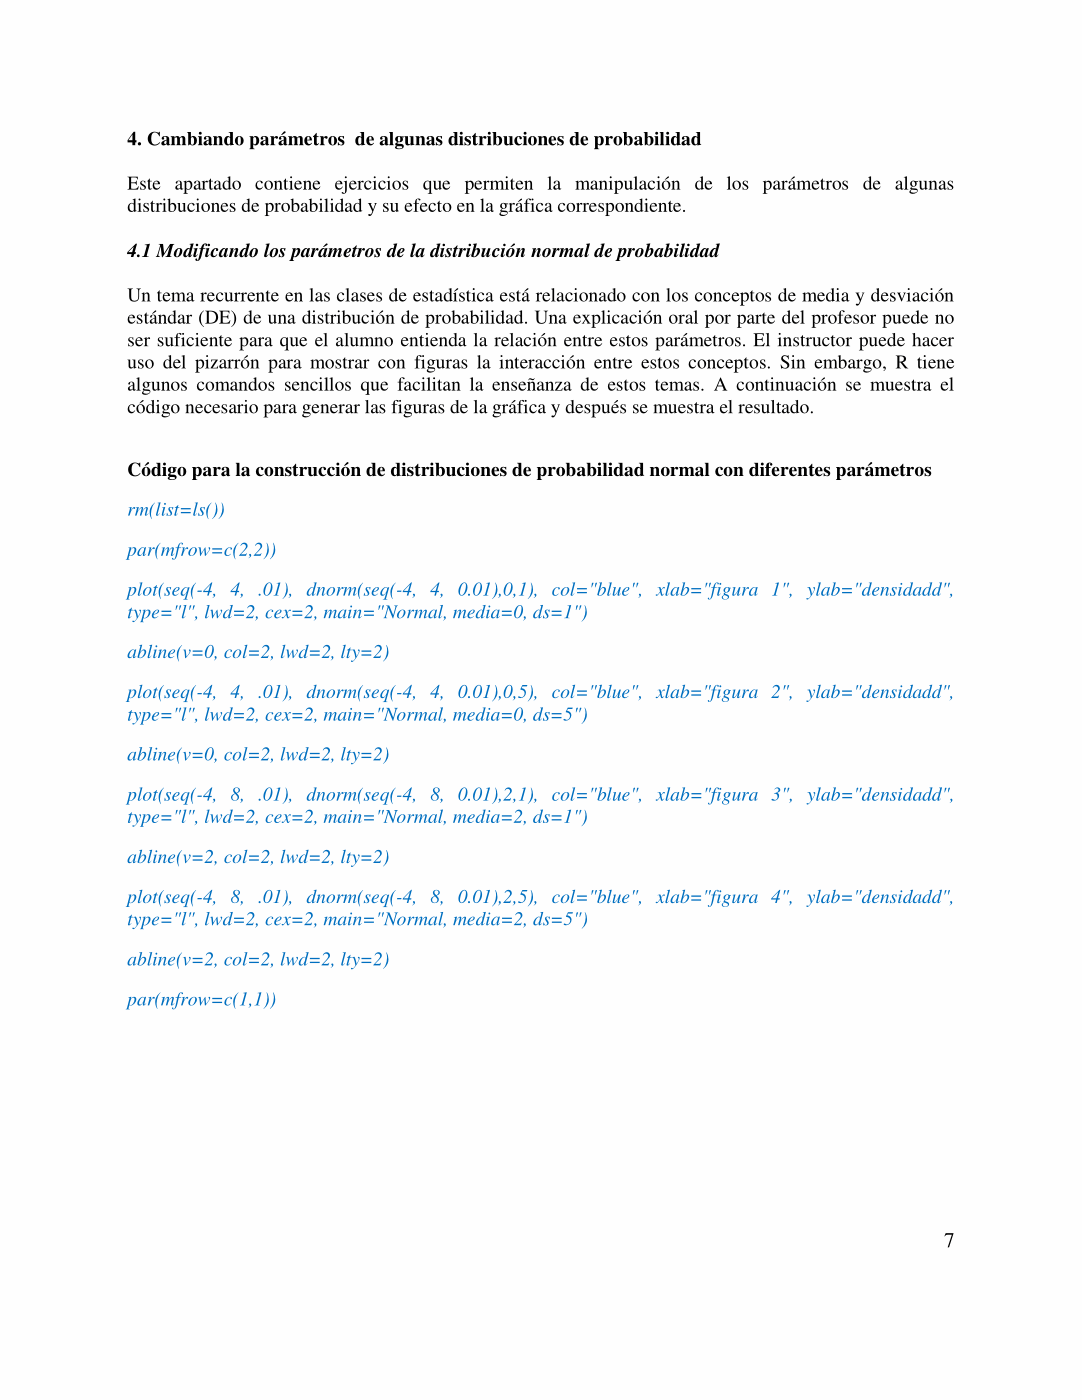 4. Cambiando parámetros  de algunas distribuciones de probabilidad
Este apartado contiene ejercicios que permiten la manipulación de los parámetros de algunas
distribuciones de probabilidad y su efecto en la gráfica correspondiente.
4.1 Modificando los parámetros de la distribución normal de probabilidad
Un tema recurrente en las clases de estadística está relacionado con los conceptos de media y desviación
estándar (DE) de una distribución de probabilidad. Una explicación oral por parte del profesor puede no
ser suficiente para que el alumno entienda la relación entre estos parámetros. El instructor puede hacer
uso del pizarrón para mostrar con figuras la interacción entre estos conceptos. Sin embargo, R tiene
algunos comandos sencillos que facilitan la enseñanza de estos temas. A continuación se muestra el
código necesario para generar las figuras de la gráfica y después se muestra el resultado.
Código para la construcción de distribuciones de probabilidad normal con diferentes parámetros
rm(list=ls())
par(mfrow=c(2,2))
plot(seq(-4, 4, .01), dnorm(seq(-4, 4, 0.01),0,1), col="blue", xlab="figura 1", ylab="densidadd",
type="l", lwd=2, cex=2, main="Normal, media=0, ds=1")
abline(v=0, col=2, lwd=2, lty=2)
plot(seq(-4, 4, .01), dnorm(seq(-4, 4, 0.01),0,5), col="blue", xlab="figura 2", ylab="densidadd",
type="l", lwd=2, cex=2, main="Normal, media=0, ds=5")
abline(v=0, col=2, lwd=2, lty=2)
plot(seq(-4, 8, .01), dnorm(seq(-4, 8, 0.01),2,1), col="blue", xlab="figura 3", ylab="densidadd",
type="l", lwd=2, cex=2, main="Normal, media=2, ds=1")
abline(v=2, col=2, lwd=2, lty=2)
plot(seq(-4, 8, .01), dnorm(seq(-4, 8, 0.01),2,5), col="blue", xlab="figura 4", ylab="densidadd",
type="l", lwd=2, cex=2, main="Normal, media=2, ds=5")
abline(v=2, col=2, lwd=2, lty=2)
par(mfrow=c(1,1))
7